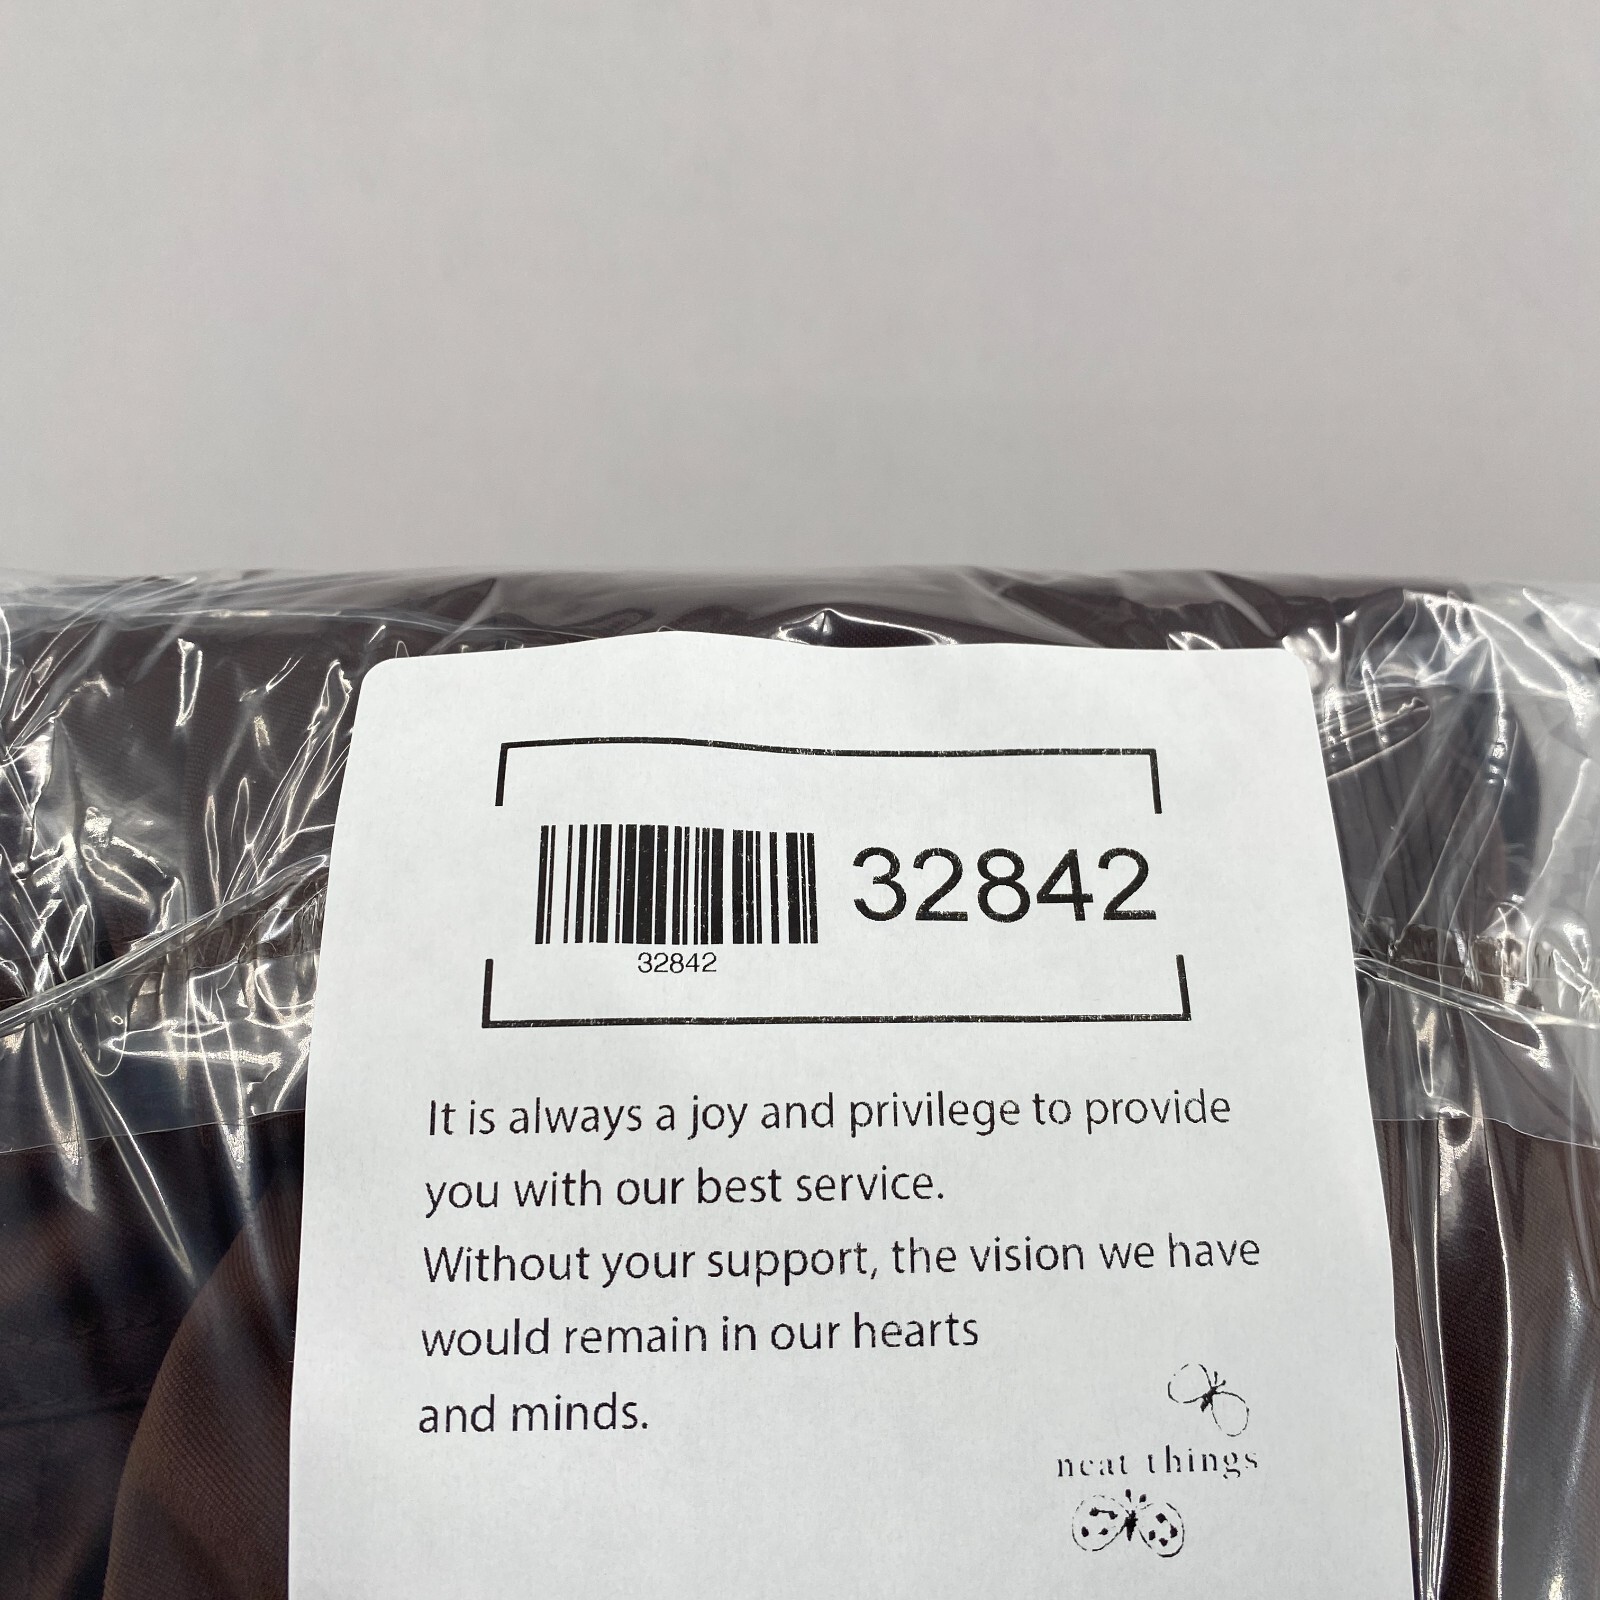 32842
32842
It is always a joy and privilege to provide
you with our best service.
Without your support, the vision we have
would remain in our hearts
and minds.
neat things